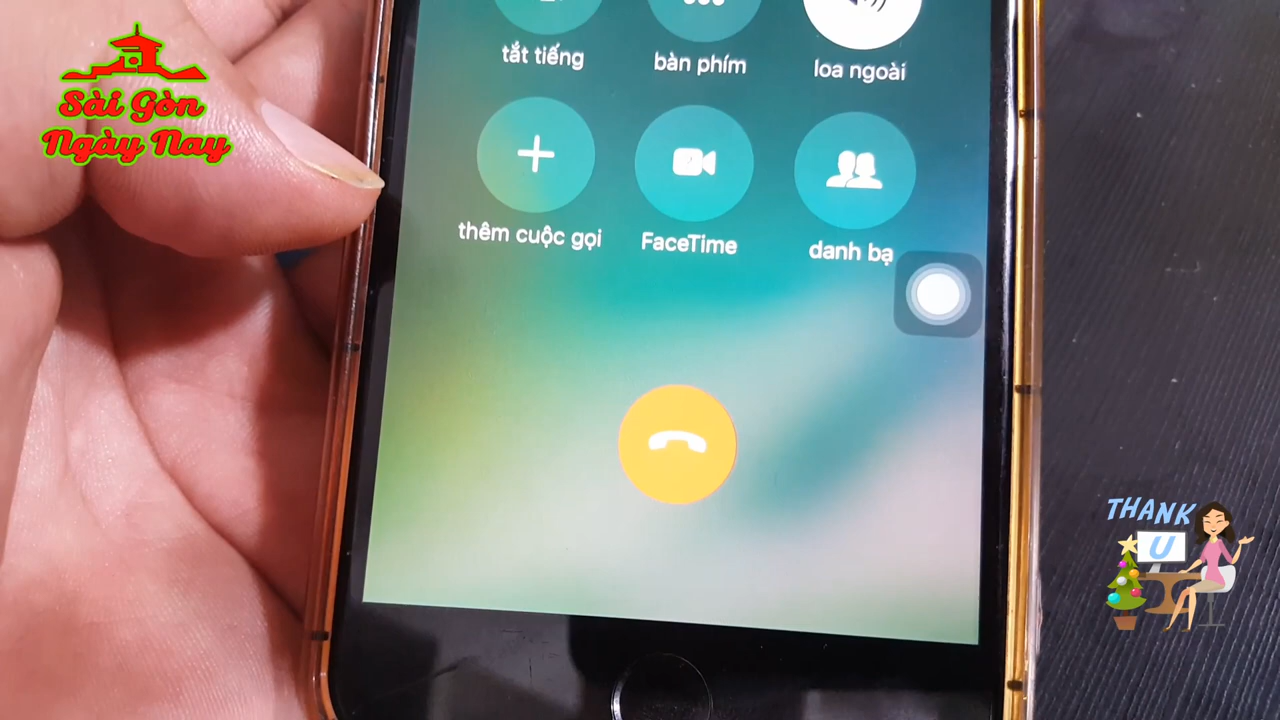 Sài Gòn
Ngày Nay
tắt tiếng
bàn phím
loa ngoài
thêm cuộc gọi
FaceTime
danh bạ
THANK
U